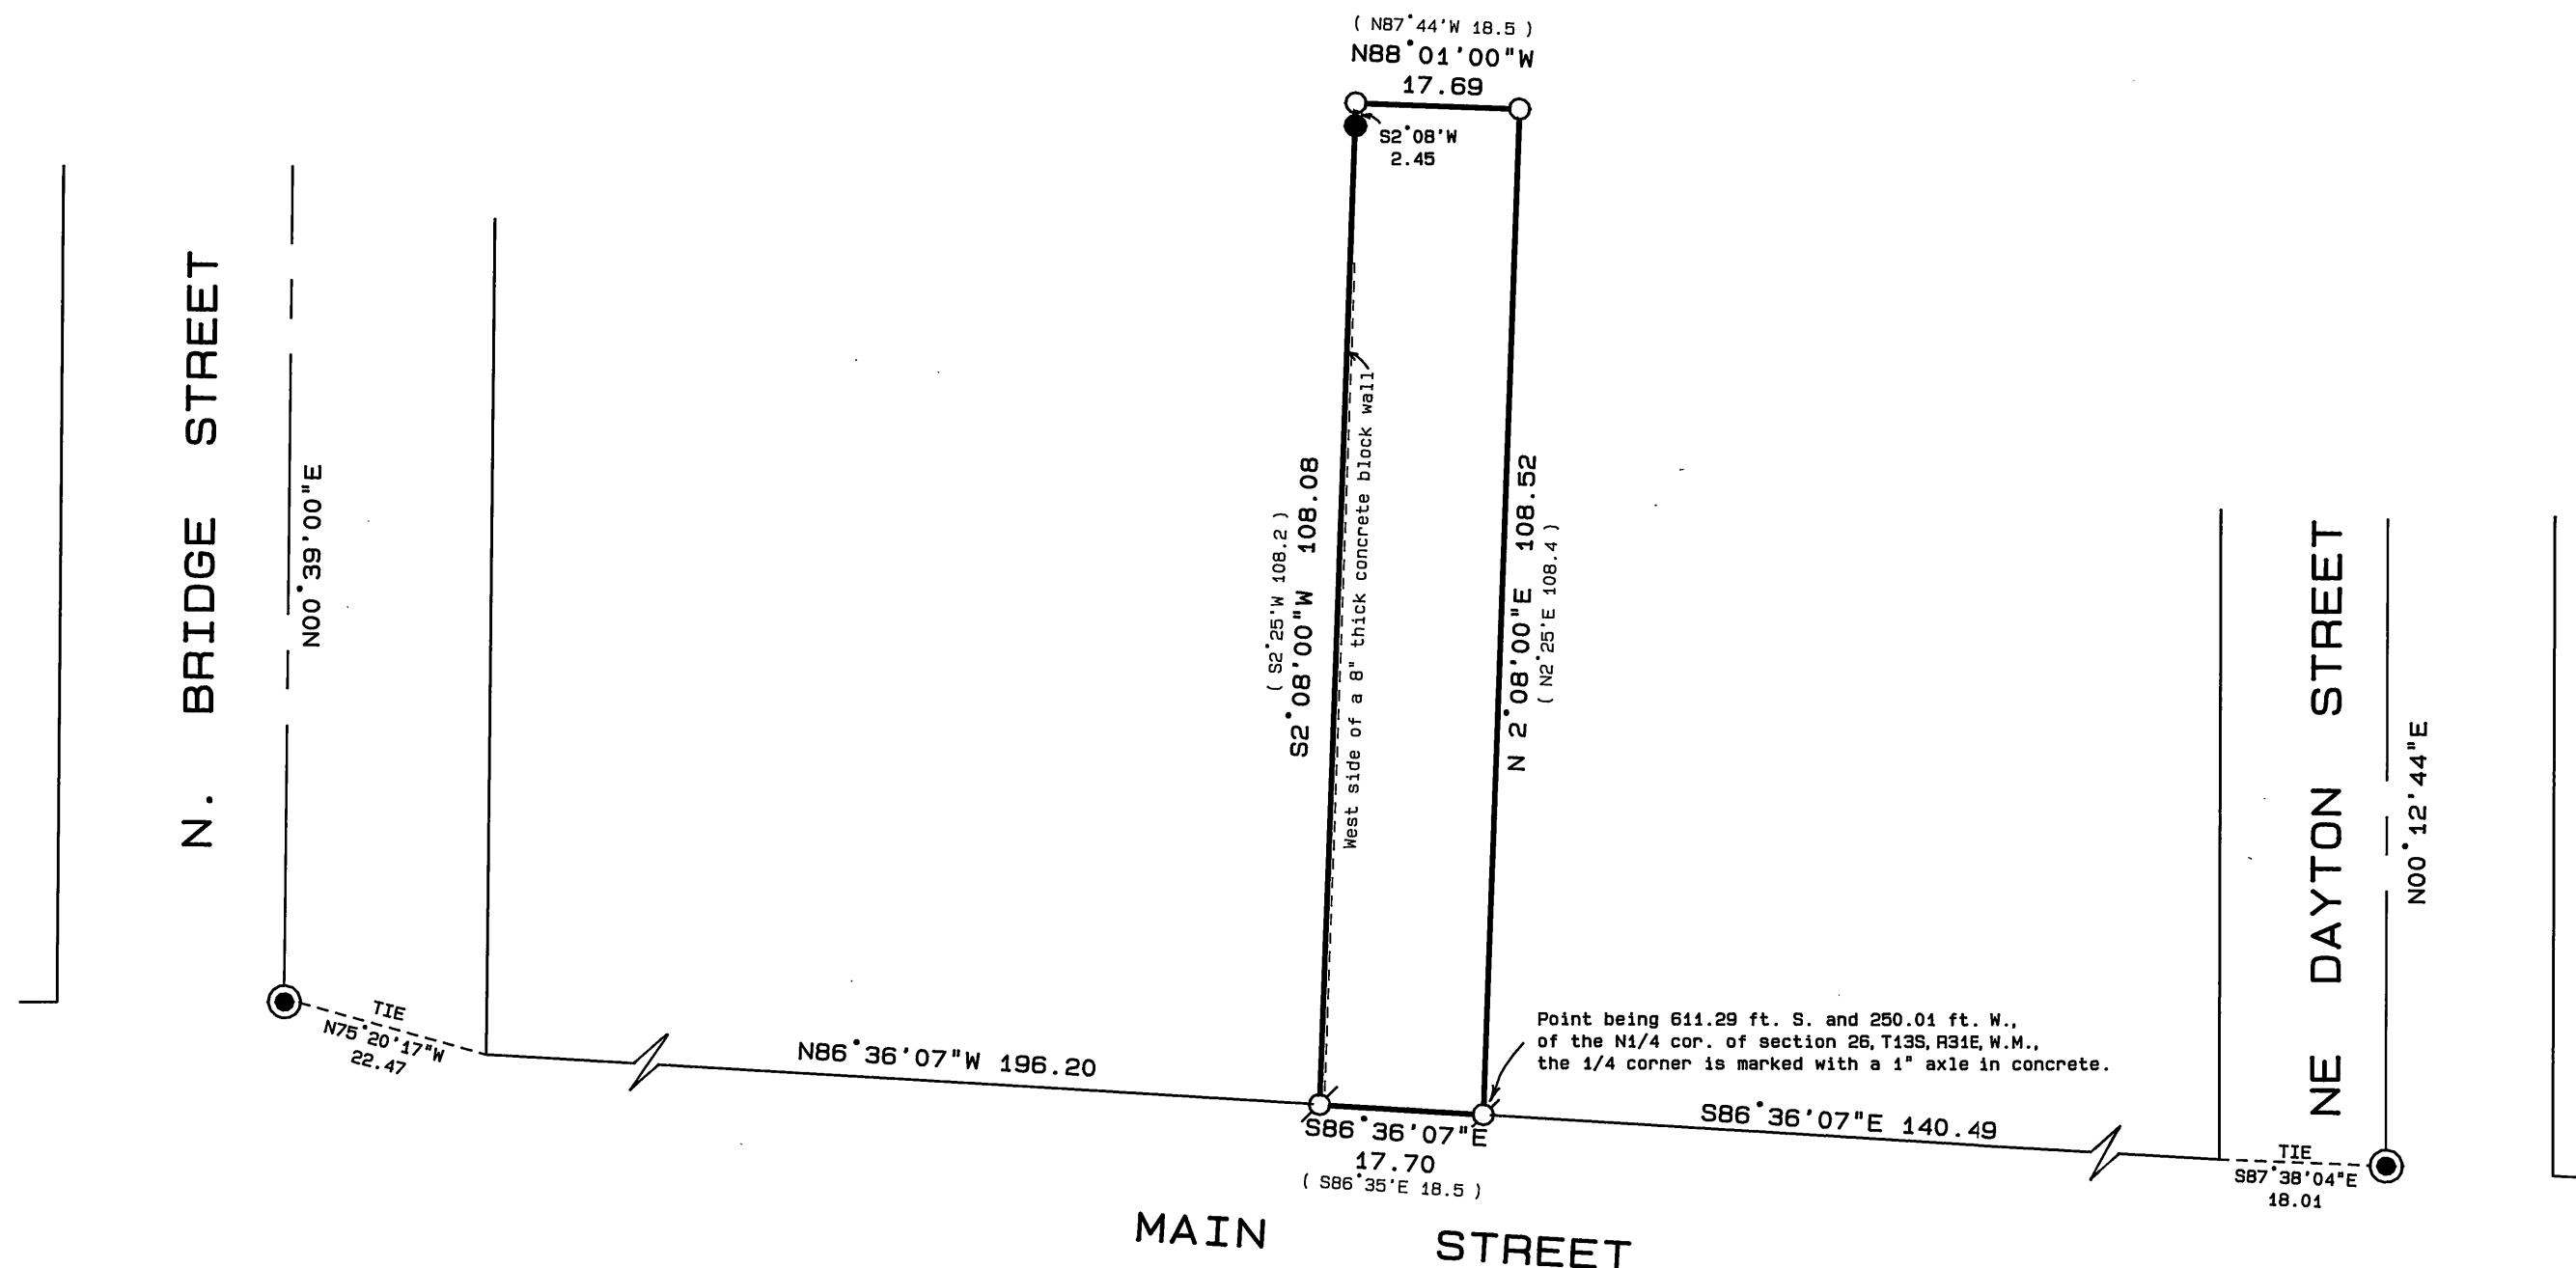 ( N87°44'W 18.5 )
N88°01'00"W
17.69
S2°08'W
2.45
N. BRIDGE STREET
N00°39'00"E
( S2°25'W 108.2 )
S2°08'00"W 108.08
West side of a 8" thick concrete block wall
N 2°08'00"E 108.52
( N2°25'E 108.4 )
NE DAYTON STREET
N00°12'44"E
TIE
N75°20'17"W
22.47
N86°36'07"W 196.20
Point being 611.29 ft. S. and 250.01 ft. W.,
of the N1/4 cor. of section 26, T13S, R31E, W.M.,
the 1/4 corner is marked with a 1" axle in concrete.
S86°36'07"E
17.70
( S86°35'E 18.5 )
S86°36'07"E 140.49
TIE
S87°38'04"E
18.01
MAIN STREET